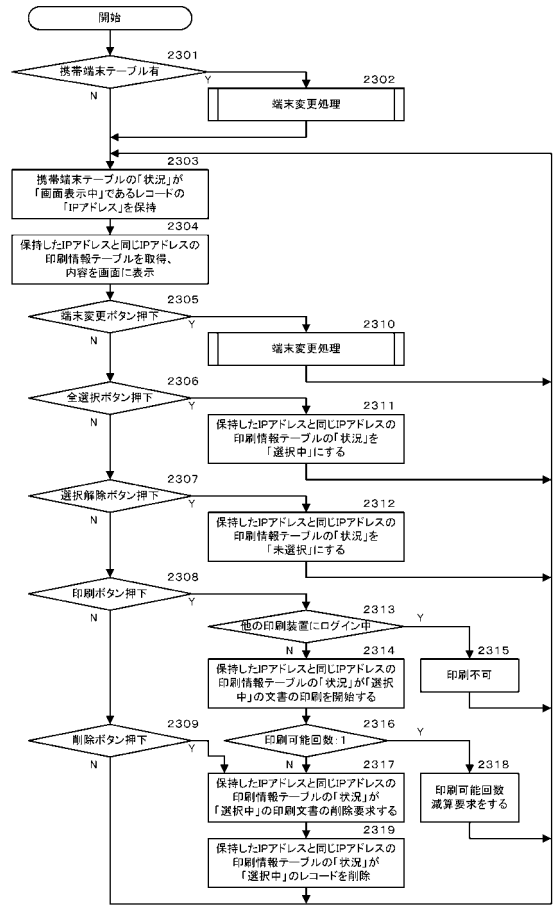 開始
2301
携帯端末テーブル有
Y
N
2302
端末変更処理
2303
携帯端末テーブルの「状況」が
「画面表示中」であるレコードの
「IPアドレス」を保持
2304
保持したIPアドレスと同じIPアドレスの
印刷情報テーブルを取得、
内容を画面に表示
2305
端末変更ボタン押下
Y
N
2310
端末変更処理
2306
全選択ボタン押下
Y
N
2311
保持したIPアドレスと同じIPアドレスの
印刷情報テーブルの「状況」を
「選択中」にする
2307
選択解除ボタン押下
Y
N
2312
保持したIPアドレスと同じIPアドレスの
印刷情報テーブルの「状況」を
「未選択」にする
2308
印刷ボタン押下
Y
N
2313
他の印刷装置にログイン中
Y
N
2314
保持したIPアドレスと同じIPアドレスの
印刷情報テーブルの「状況」が「選択
中」の文書の印刷を開始する
2315
印刷不可
2309
削除ボタン押下
Y
N
2316
印刷可能回数：1
Y
N
2317
保持したIPアドレスと同じIPアドレスの
印刷情報テーブルの「状況」が
「選択中」の印刷文書の削除要求する
2318
印刷可能回数
減算要求をする
2319
保持したIPアドレスと同じIPアドレスの
印刷情報テーブルの「状況」が
「選択中」のレコードを削除